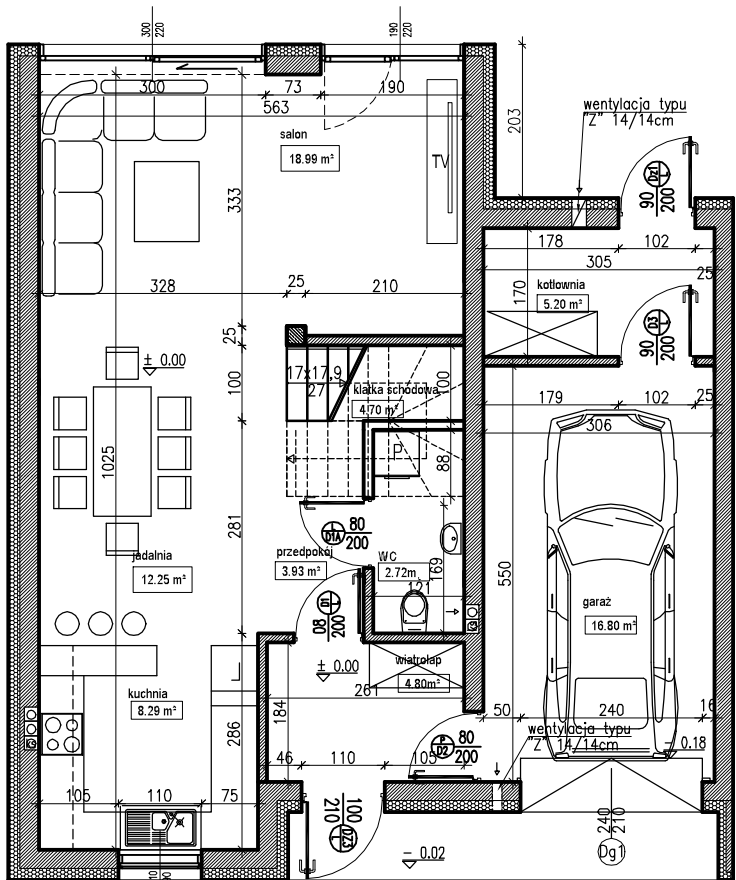 300
220
190
220
300
73
190
563
salon
18.99 m²
TV
203
wentylacja typu
"Z" 14/14cm
90
200
Dz1
L
333
328
25
210
178
102
305
25
kotłownia
5.20 m²
170
90
200
D3
L
25
± 0.00
100
17x17,9
27
klatka schodowa
4.70 m²
100
179
102
25
306
P
88
1025
281
80
200
D1A
L
jadalnia
12.25 m²
przedpokój
3.93 m²
WC
2.72m
169
131
550
garaż
16.80 m²
80
200
D1
L
± 0.00
wiatrołap
4.80m²
261
184
L
kuchnia
8.29 m²
286
50
240
16
wentylacja typu
"Z" 14/14cm
- 0.18
P
D2
80
200
46
110
105
105
110
75
100
210
DZ3
L
- 0.02
240
210
Dg1